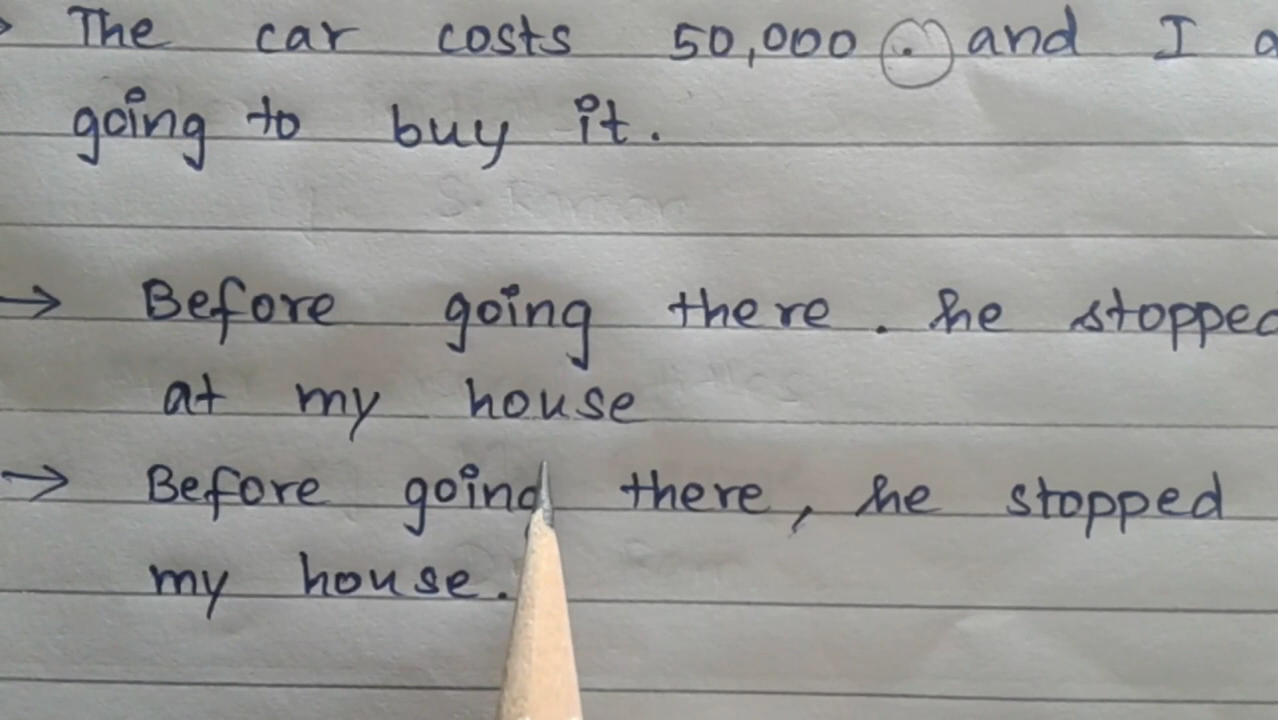 The car costs 50,000 . and I a
going to buy it.
→ Before going there . he stopped
at my house
→ Before going there, he stopped
my house.